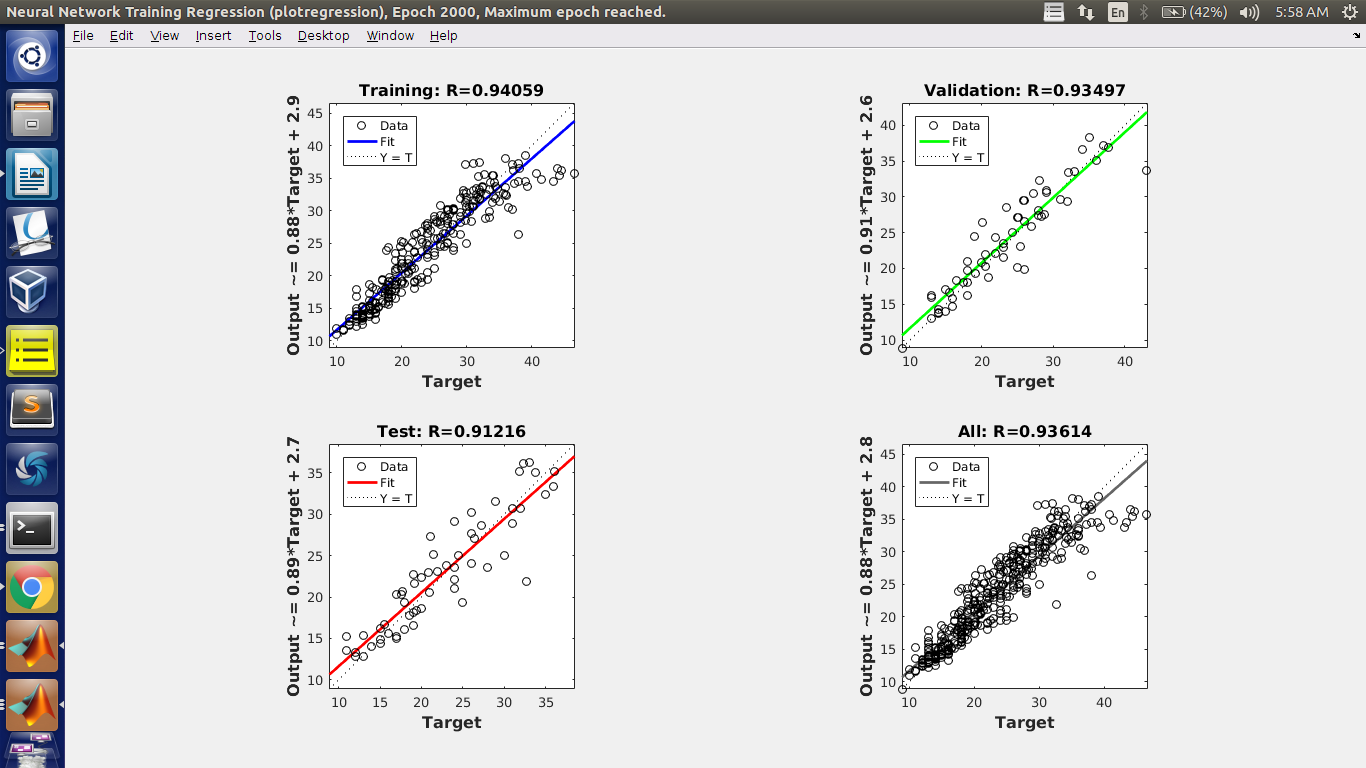 Neural Network Training Regression (plotregression), Epoch 2000, Maximum epoch reached.
En (42%) 5:58 AM
File Edit View Insert Tools Desktop Window Help
Training: R=0.94059
Output ~= 0.88*Target + 2.9
45
40
35
30
25
20
15
10
Data
Fit
Y = T
10 20 30 40
Target
Validation: R=0.93497
Output ~= 0.91*Target + 2.6
40
35
30
25
20
15
10
Data
Fit
Y = T
10 20 30 40
Target
Test: R=0.91216
Output ~= 0.89*Target + 2.7
35
30
25
20
15
10
Data
Fit
Y = T
10 15 20 25 30 35
Target
All: R=0.93614
Output ~= 0.88*Target + 2.8
45
40
35
30
25
20
15
10
Data
Fit
Y = T
10 20 30 40
Target
S
>_